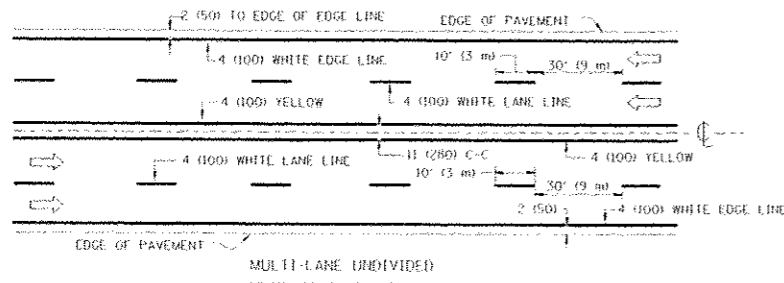 2 (50) TO EDGE OF EDGE LINE
EDGE OF PAVEMENT
4 (100) WHITE EDGE LINE
10' (3 m)
30' (9 m)
4 (100) YELLOW
4 (100) WHITE LANE LINE
℄
4 (100) WHITE LANE LINE
11 (280) C-C
4 (100) YELLOW
10' (3 m)
30' (9 m)
2 (50)
4 (100) WHITE EDGE LINE
EDGE OF PAVEMENT
MULTI-LANE UNDIVIDED